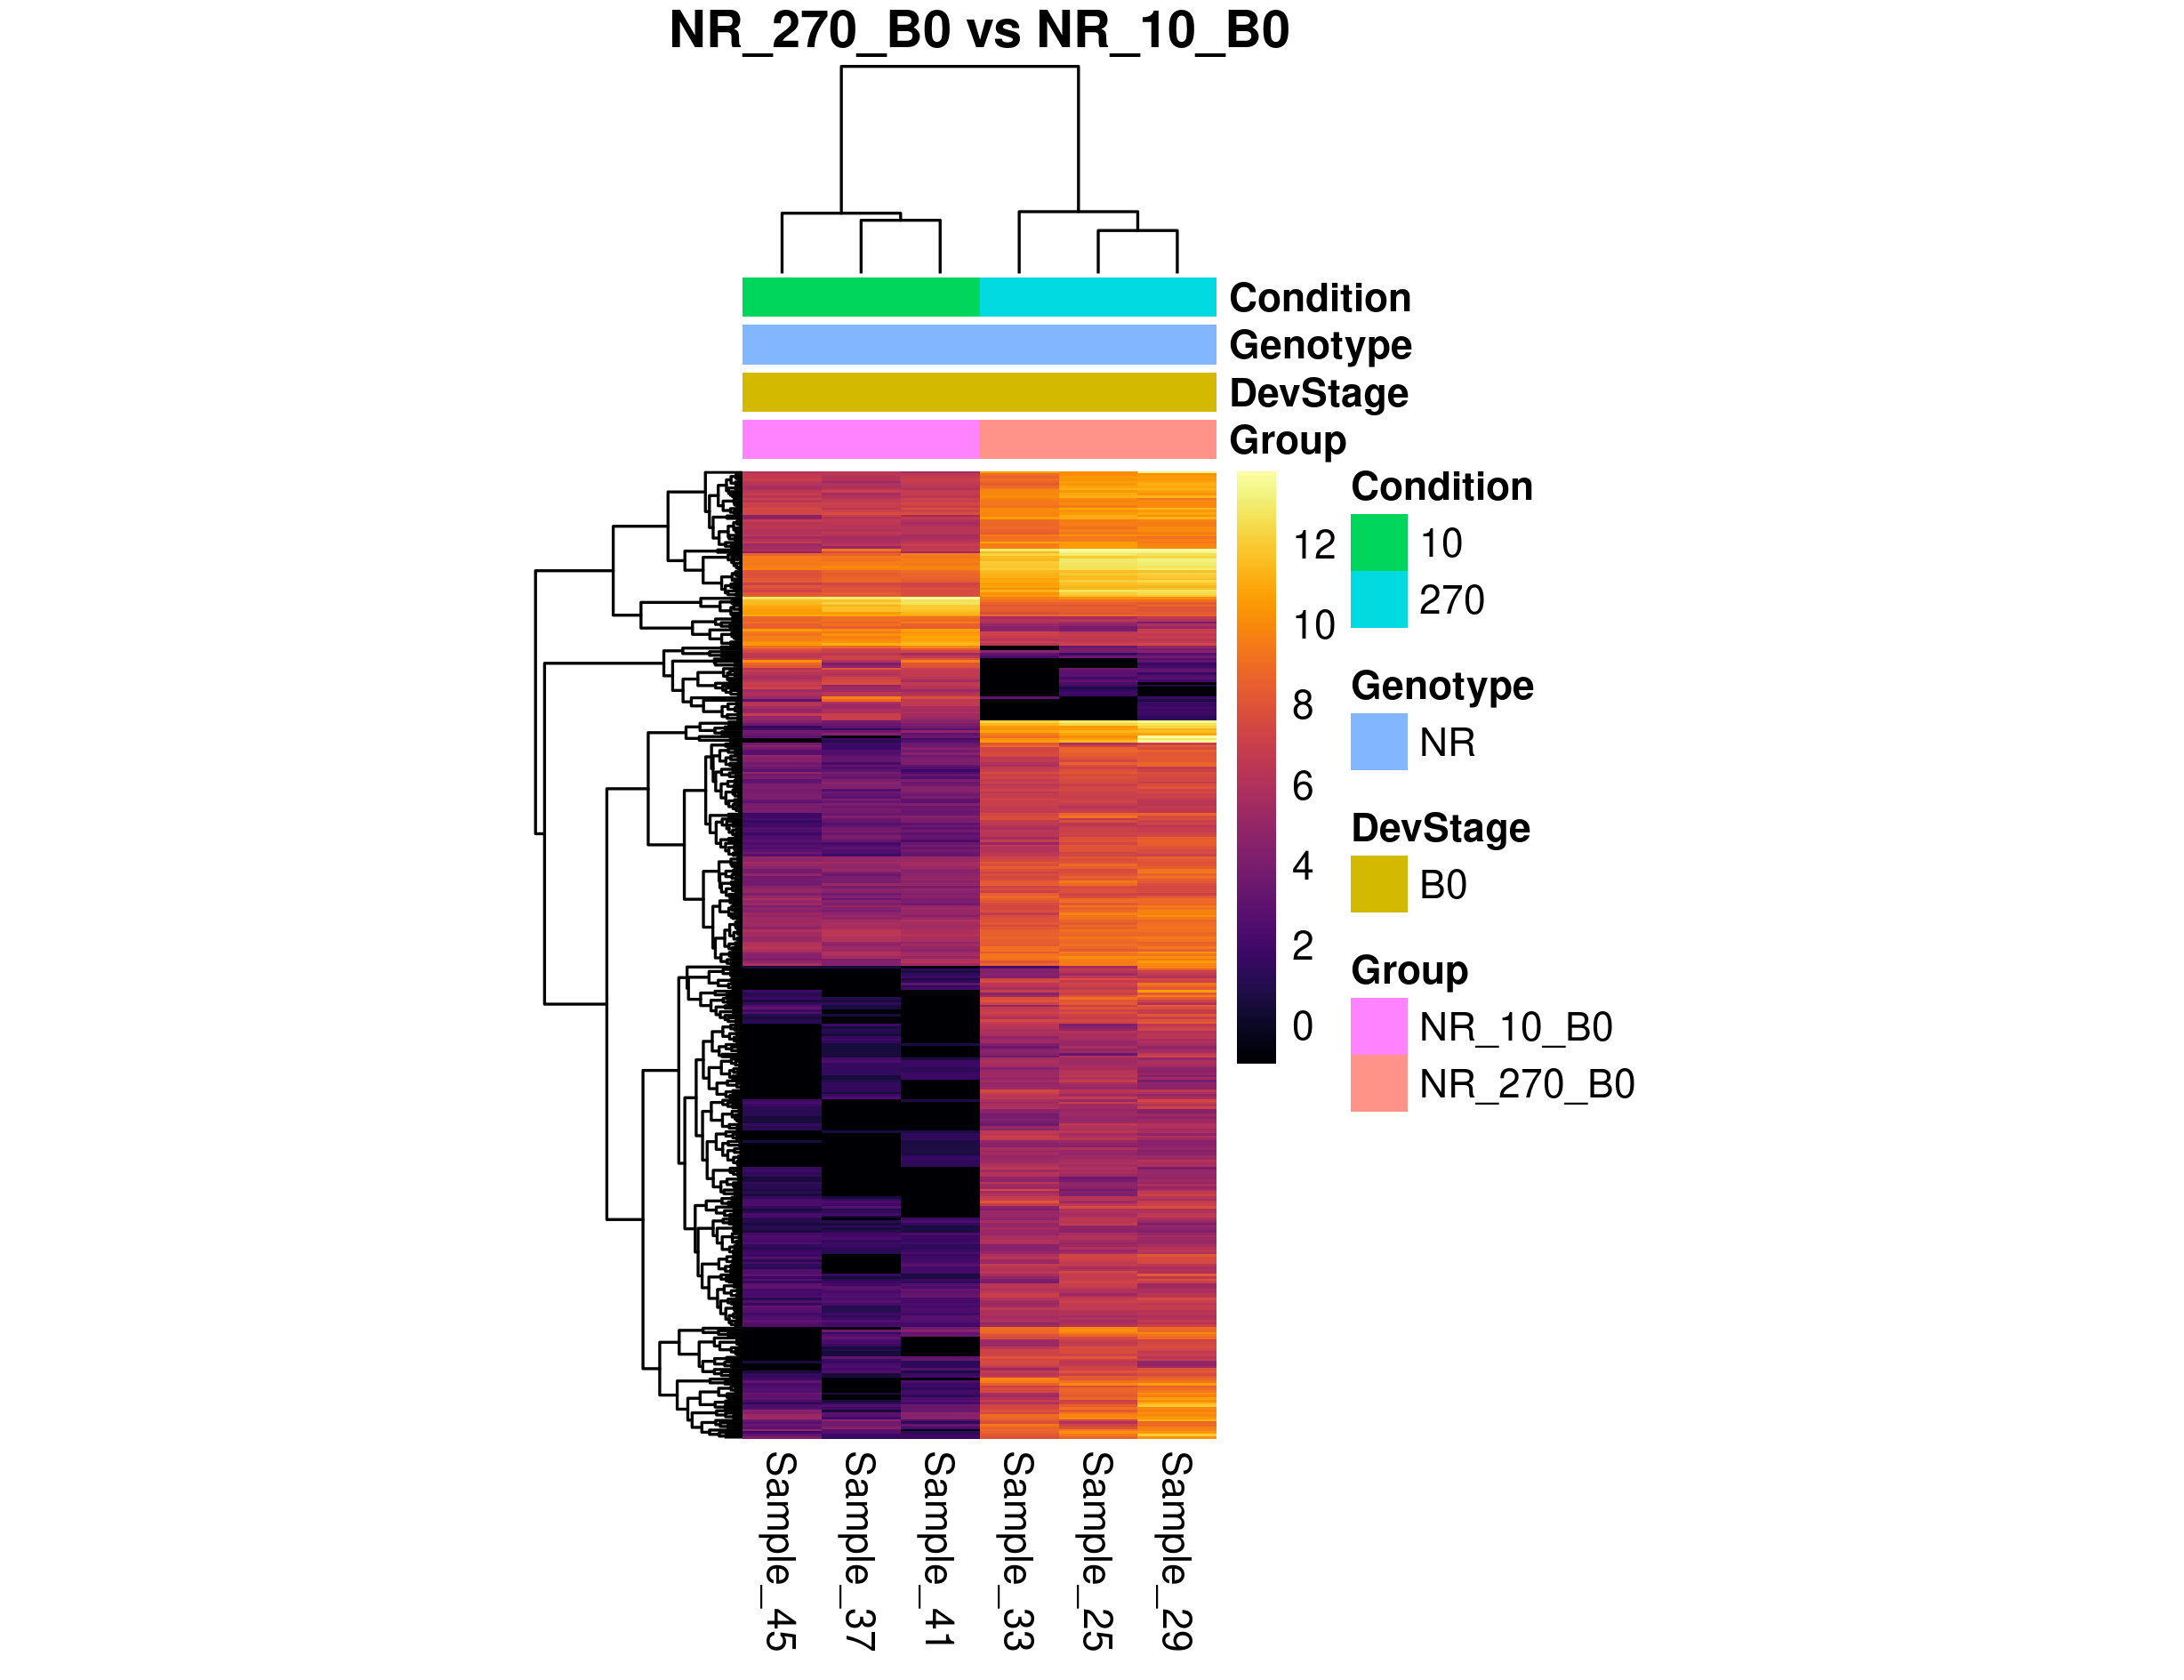 NR_270_B0 vs NR_10_B0
Condition
Genotype
DevStage
Group
12
10
8
6
4
2
0
Condition
10
270
Genotype
NR
DevStage
B0
Group
NR_10_B0
NR_270_B0
Sample_45
Sample_37
Sample_41
Sample_33
Sample_25
Sample_29